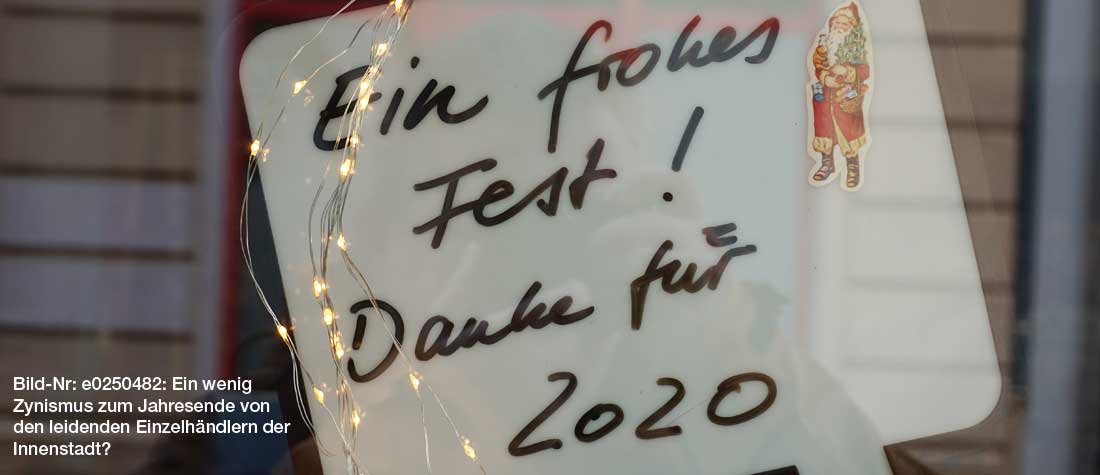 Ein frohes
Fest!
Danke für
2020
Bild-Nr: e0250482: Ein wenig
Zynismus zum Jahresende von
den leidenden Einzelhändlern der
Innenstadt?